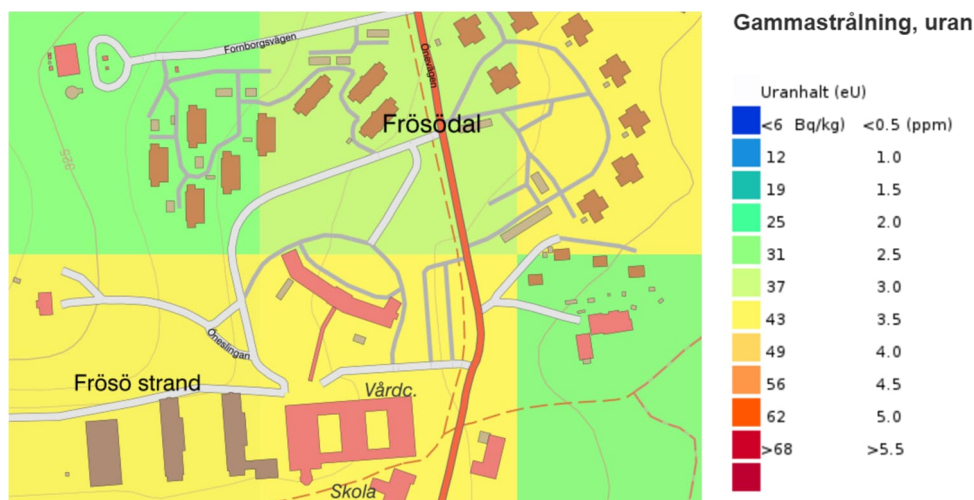 Gammastrålning, uran
Fornborgsvägen
Önevägen
Frösödal
825
Öneslingan
Frösö strand
Vårdc.
Skola
Uranhalt (eU)
<6 Bq/kg) <0.5 (ppm)
12 1.0
19 1.5
25 2.0
31 2.5
37 3.0
43 3.5
49 4.0
56 4.5
62 5.0
>68 >5.5